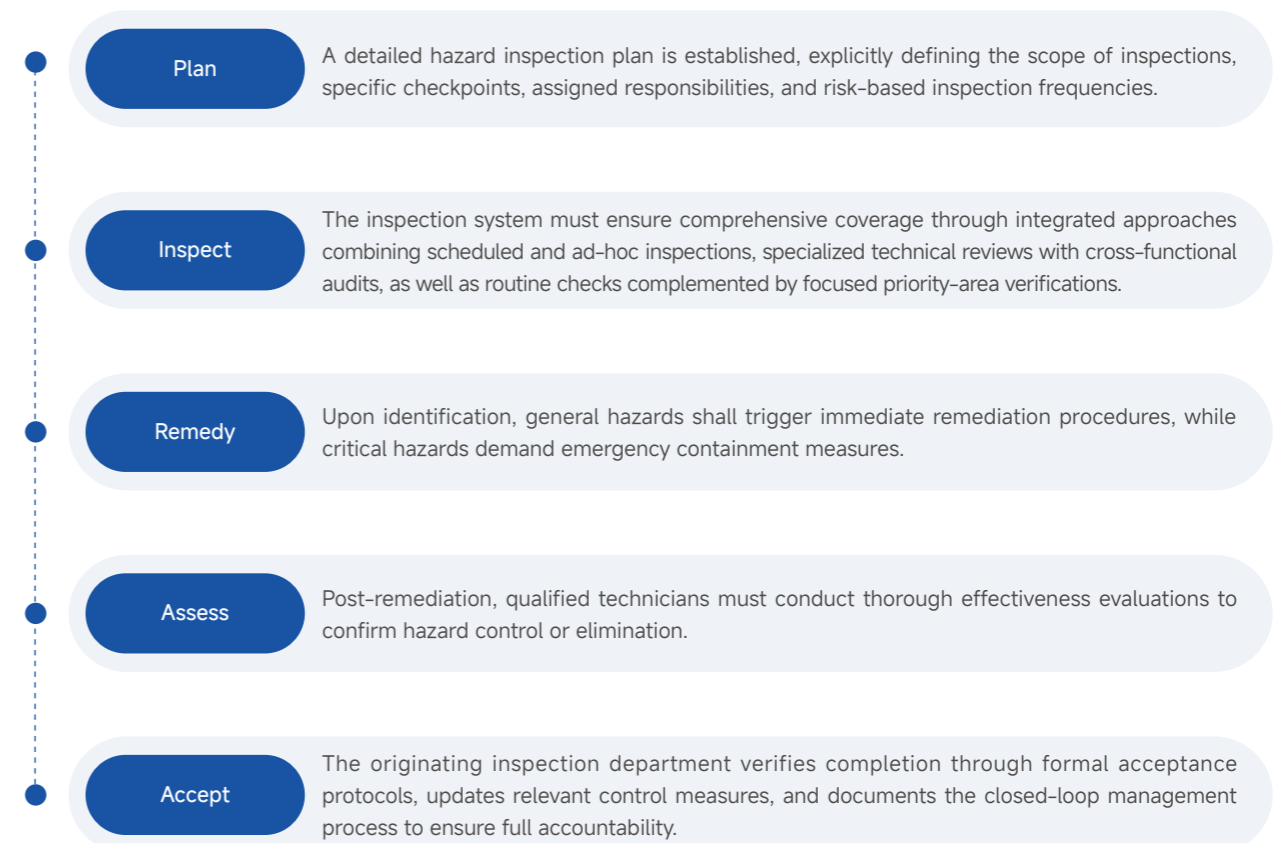 Plan
A detailed hazard inspection plan is established, explicitly defining the scope of inspections,
specific checkpoints, assigned responsibilities, and risk-based inspection frequencies.
Inspect
The inspection system must ensure comprehensive coverage through integrated approaches
combining scheduled and ad-hoc inspections, specialized technical reviews with cross-functional
audits, as well as routine checks complemented by focused priority-area verifications.
Remedy
Upon identification, general hazards shall trigger immediate remediation procedures, while
critical hazards demand emergency containment measures.
Assess
Post-remediation, qualified technicians must conduct thorough effectiveness evaluations to
confirm hazard control or elimination.
Accept
The originating inspection department verifies completion through formal acceptance
protocols, updates relevant control measures, and documents the closed-loop management
process to ensure full accountability.